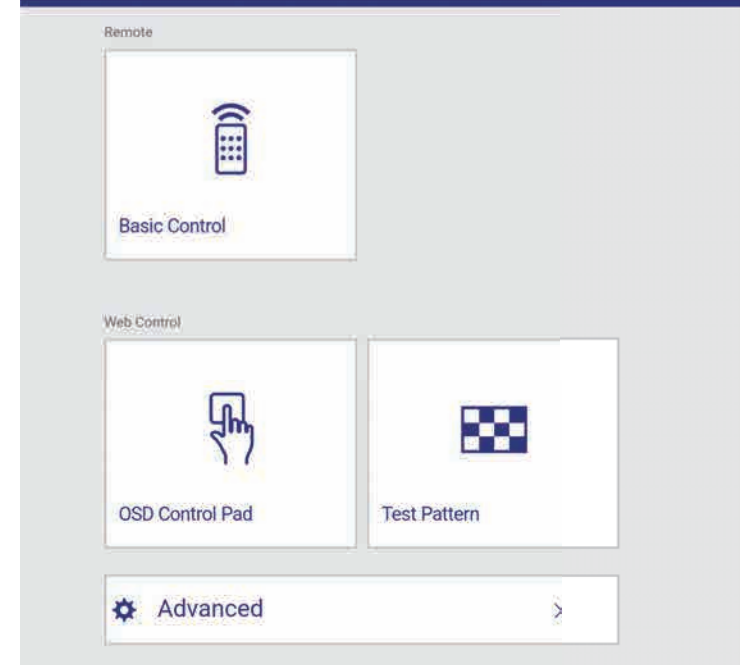 Remote
Basic Control
Web Control
OSD Control Pad
Test Pattern
Advanced